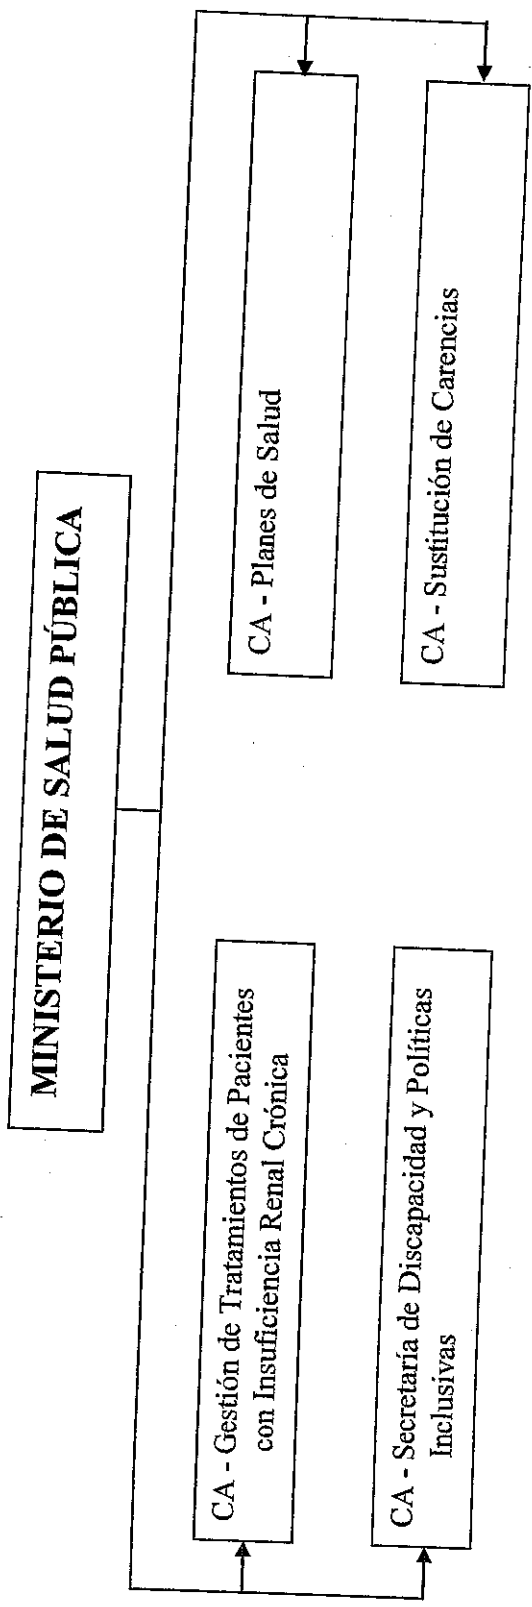 MINISTERIO DE SALUD PÚBLICA
CA - Gestión de Tratamientos de Pacientes
con Insuficiencia Renal Crónica
CA - Secretaría de Discapacidad y Políticas
Inclusivas
CA - Planes de Salud
CA - Sustitución de Carencias